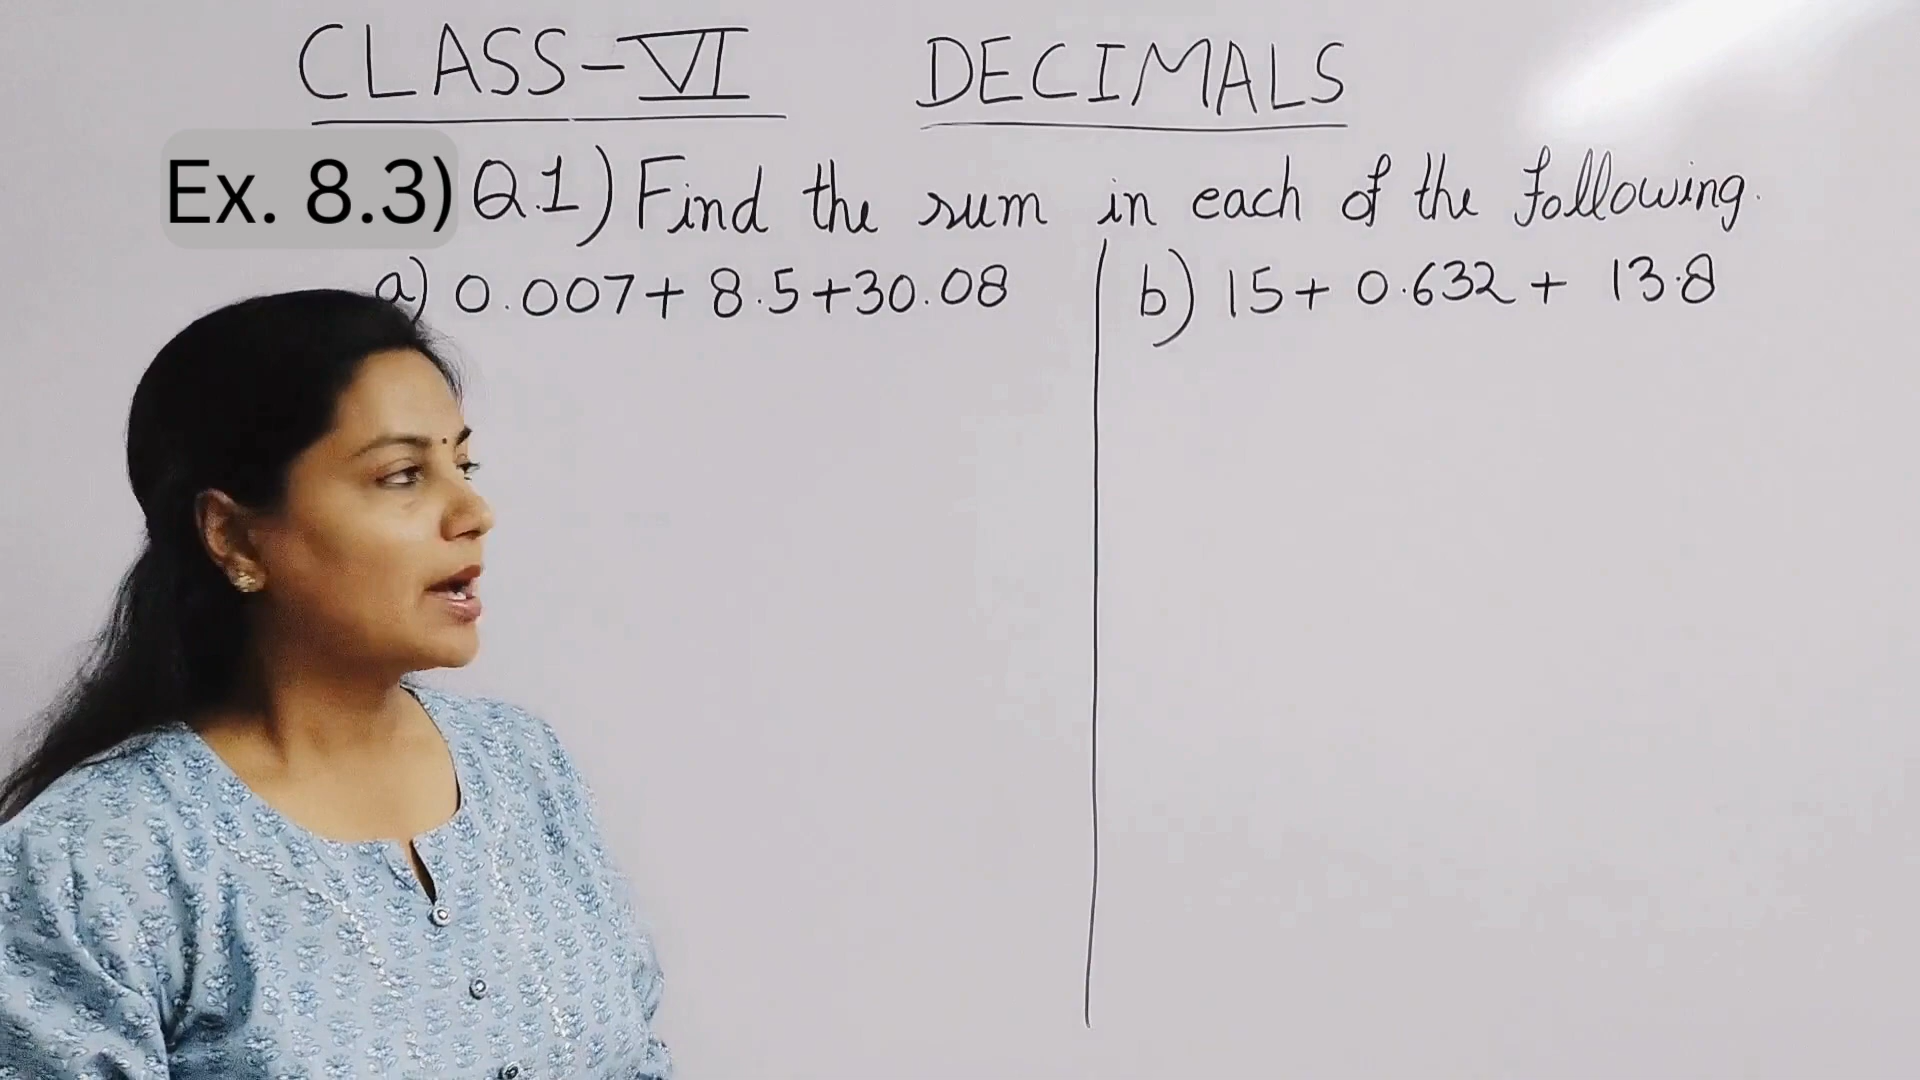 CLASS-VI DECIMALS
Ex. 8.3) Q.1) Find the sum in each of the following.
a) 0.007+ 8.5+30.08 b) 15+ 0.632 + 13.8